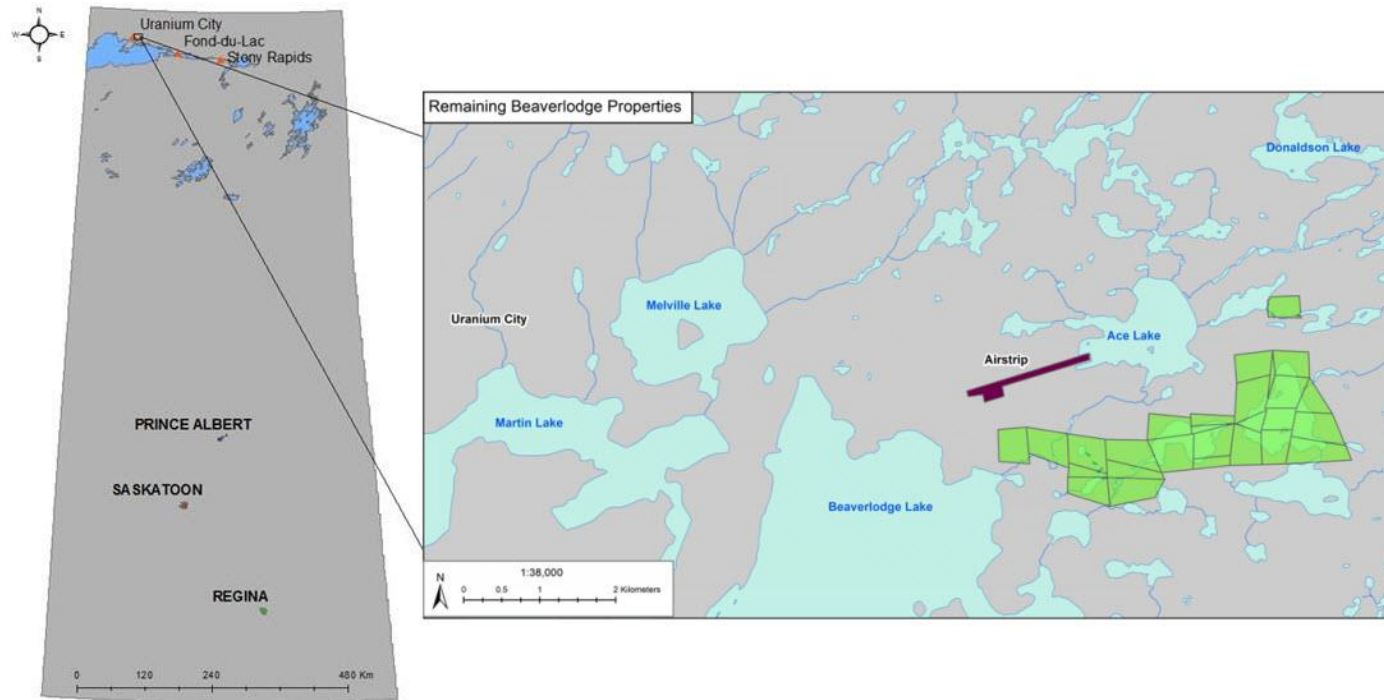 N
W E
S
Uranium City
Fond-du-Lac
Stony Rapids
PRINCE ALBERT
SASKATOON
REGINA
0 120 240 480 Km
Remaining Beaverlodge Properties
Donaldson Lake
Melville Lake
Uranium City
Ace Lake
Airstrip
Martin Lake
Beaverlodge Lake
N
1:38,000
0 0.5 1 2 Kilometers